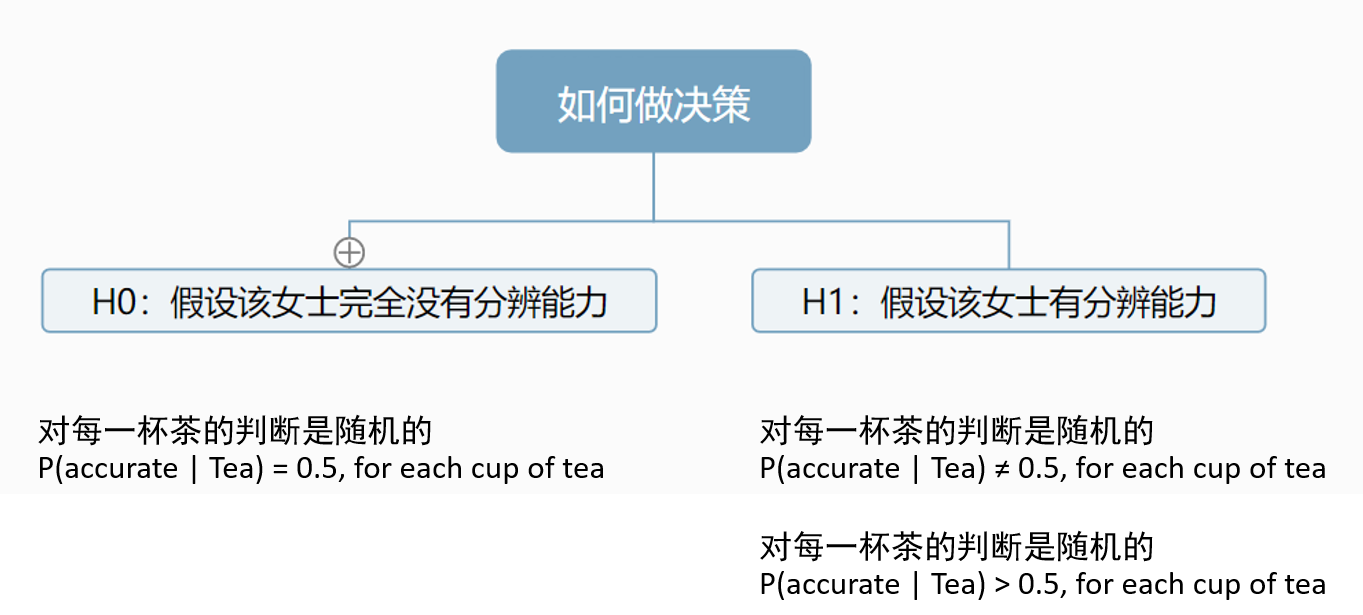 如何做决策
H0：假设该女士完全没有分辨能力
H1：假设该女士有分辨能力
对每一杯茶的判断是随机的
P(accurate | Tea) = 0.5, for each cup of tea
对每一杯茶的判断是随机的
P(accurate | Tea) ≠ 0.5, for each cup of tea
对每一杯茶的判断是随机的
P(accurate | Tea) > 0.5, for each cup of tea